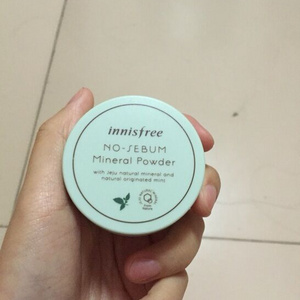 innisfree
NO-SEBUM
Mineral Powder
with Jeju natural mineral and
natural originated mint